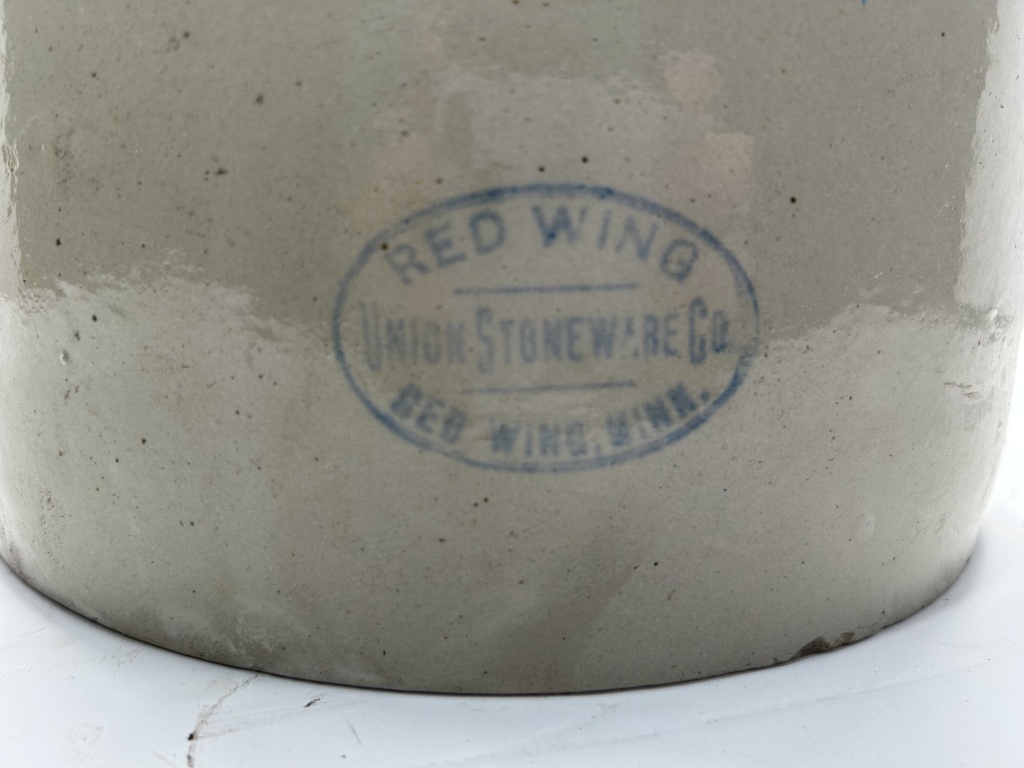 RED WING
UNION STONEWARE CO.
RED WING, MINN.